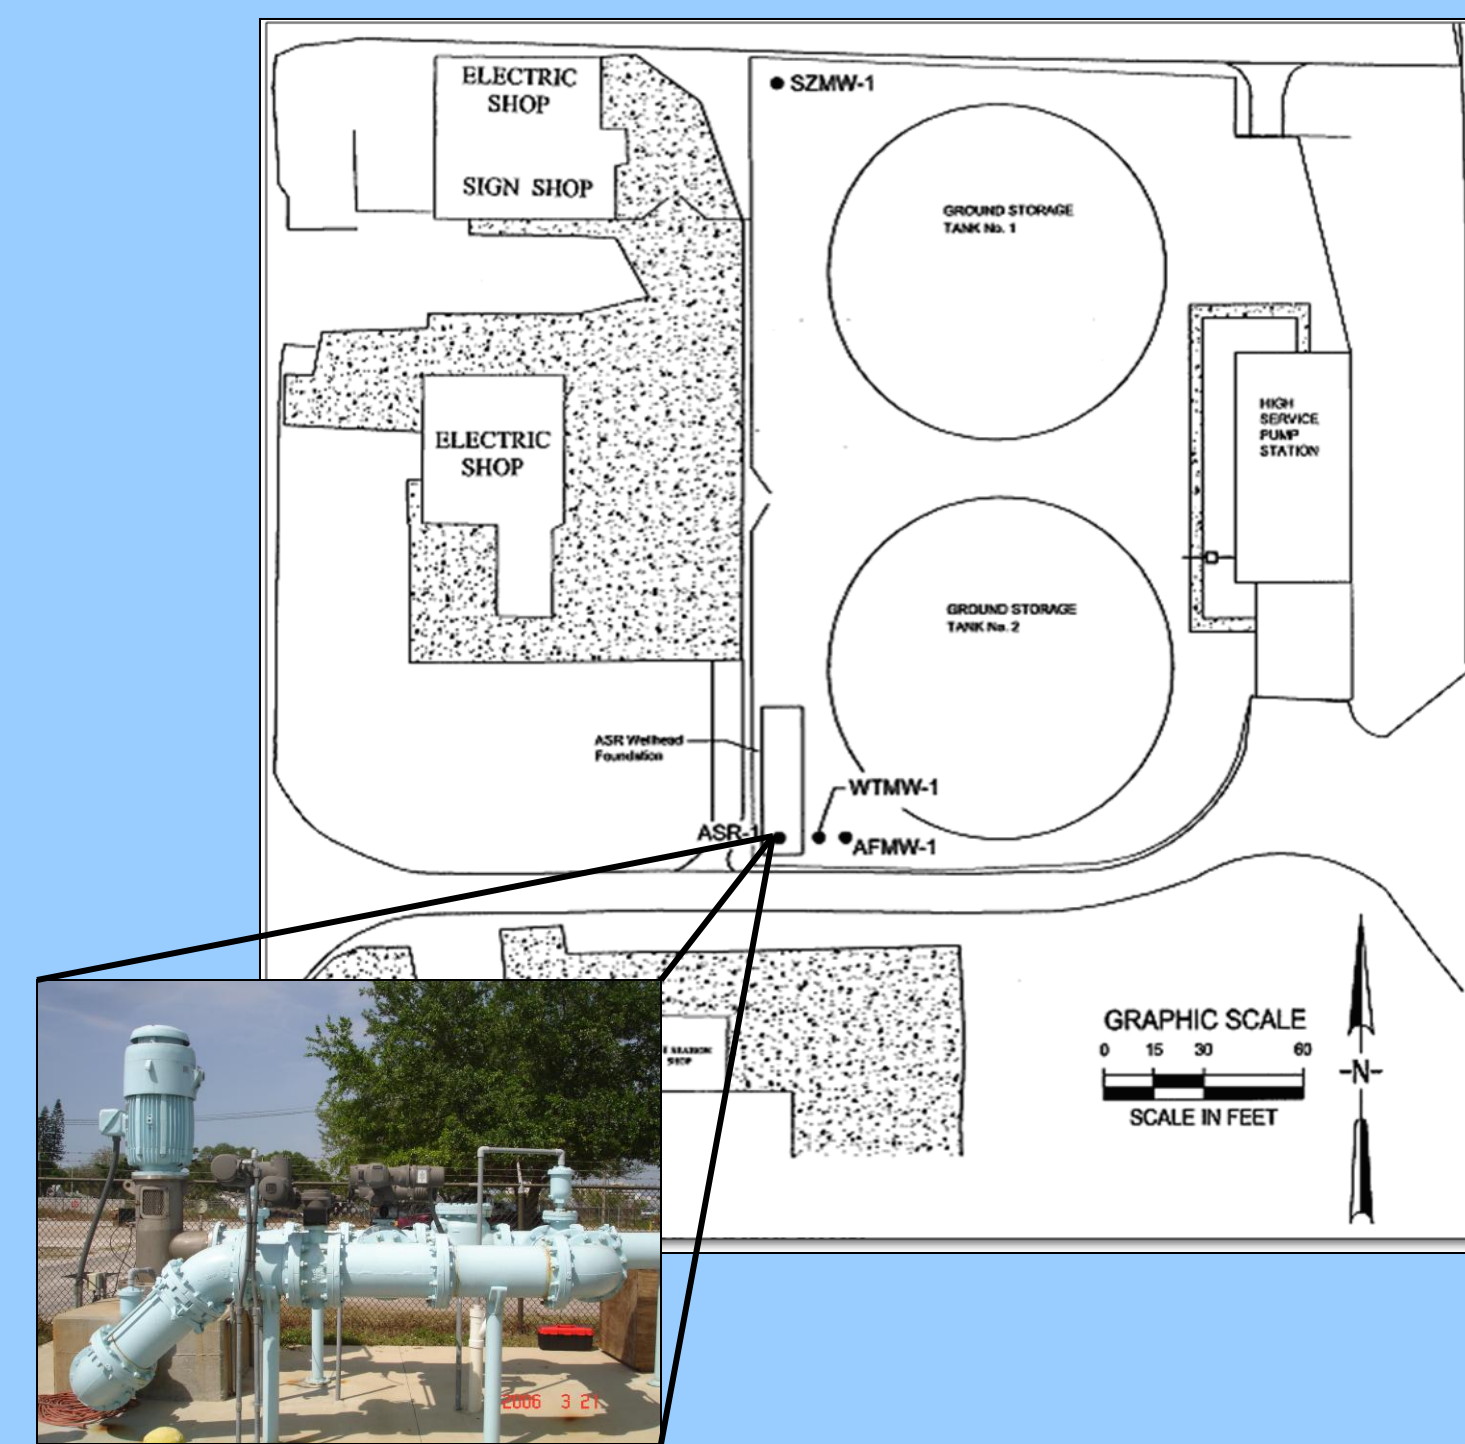 ELECTRIC
SHOP
SIGN SHOP
SZMW-1
GROUND STORAGE
TANK No. 1
ELECTRIC
SHOP
HIGH
SERVICE
PUMP
STATION
GROUND STORAGE
TANK No. 2
ASR Wellhead
Foundation
WTMW-1
ASR-1
AFMW-1
STATION
SHOP
GRAPHIC SCALE
0 15 30 60
SCALE IN FEET
-N-
2006 3 21